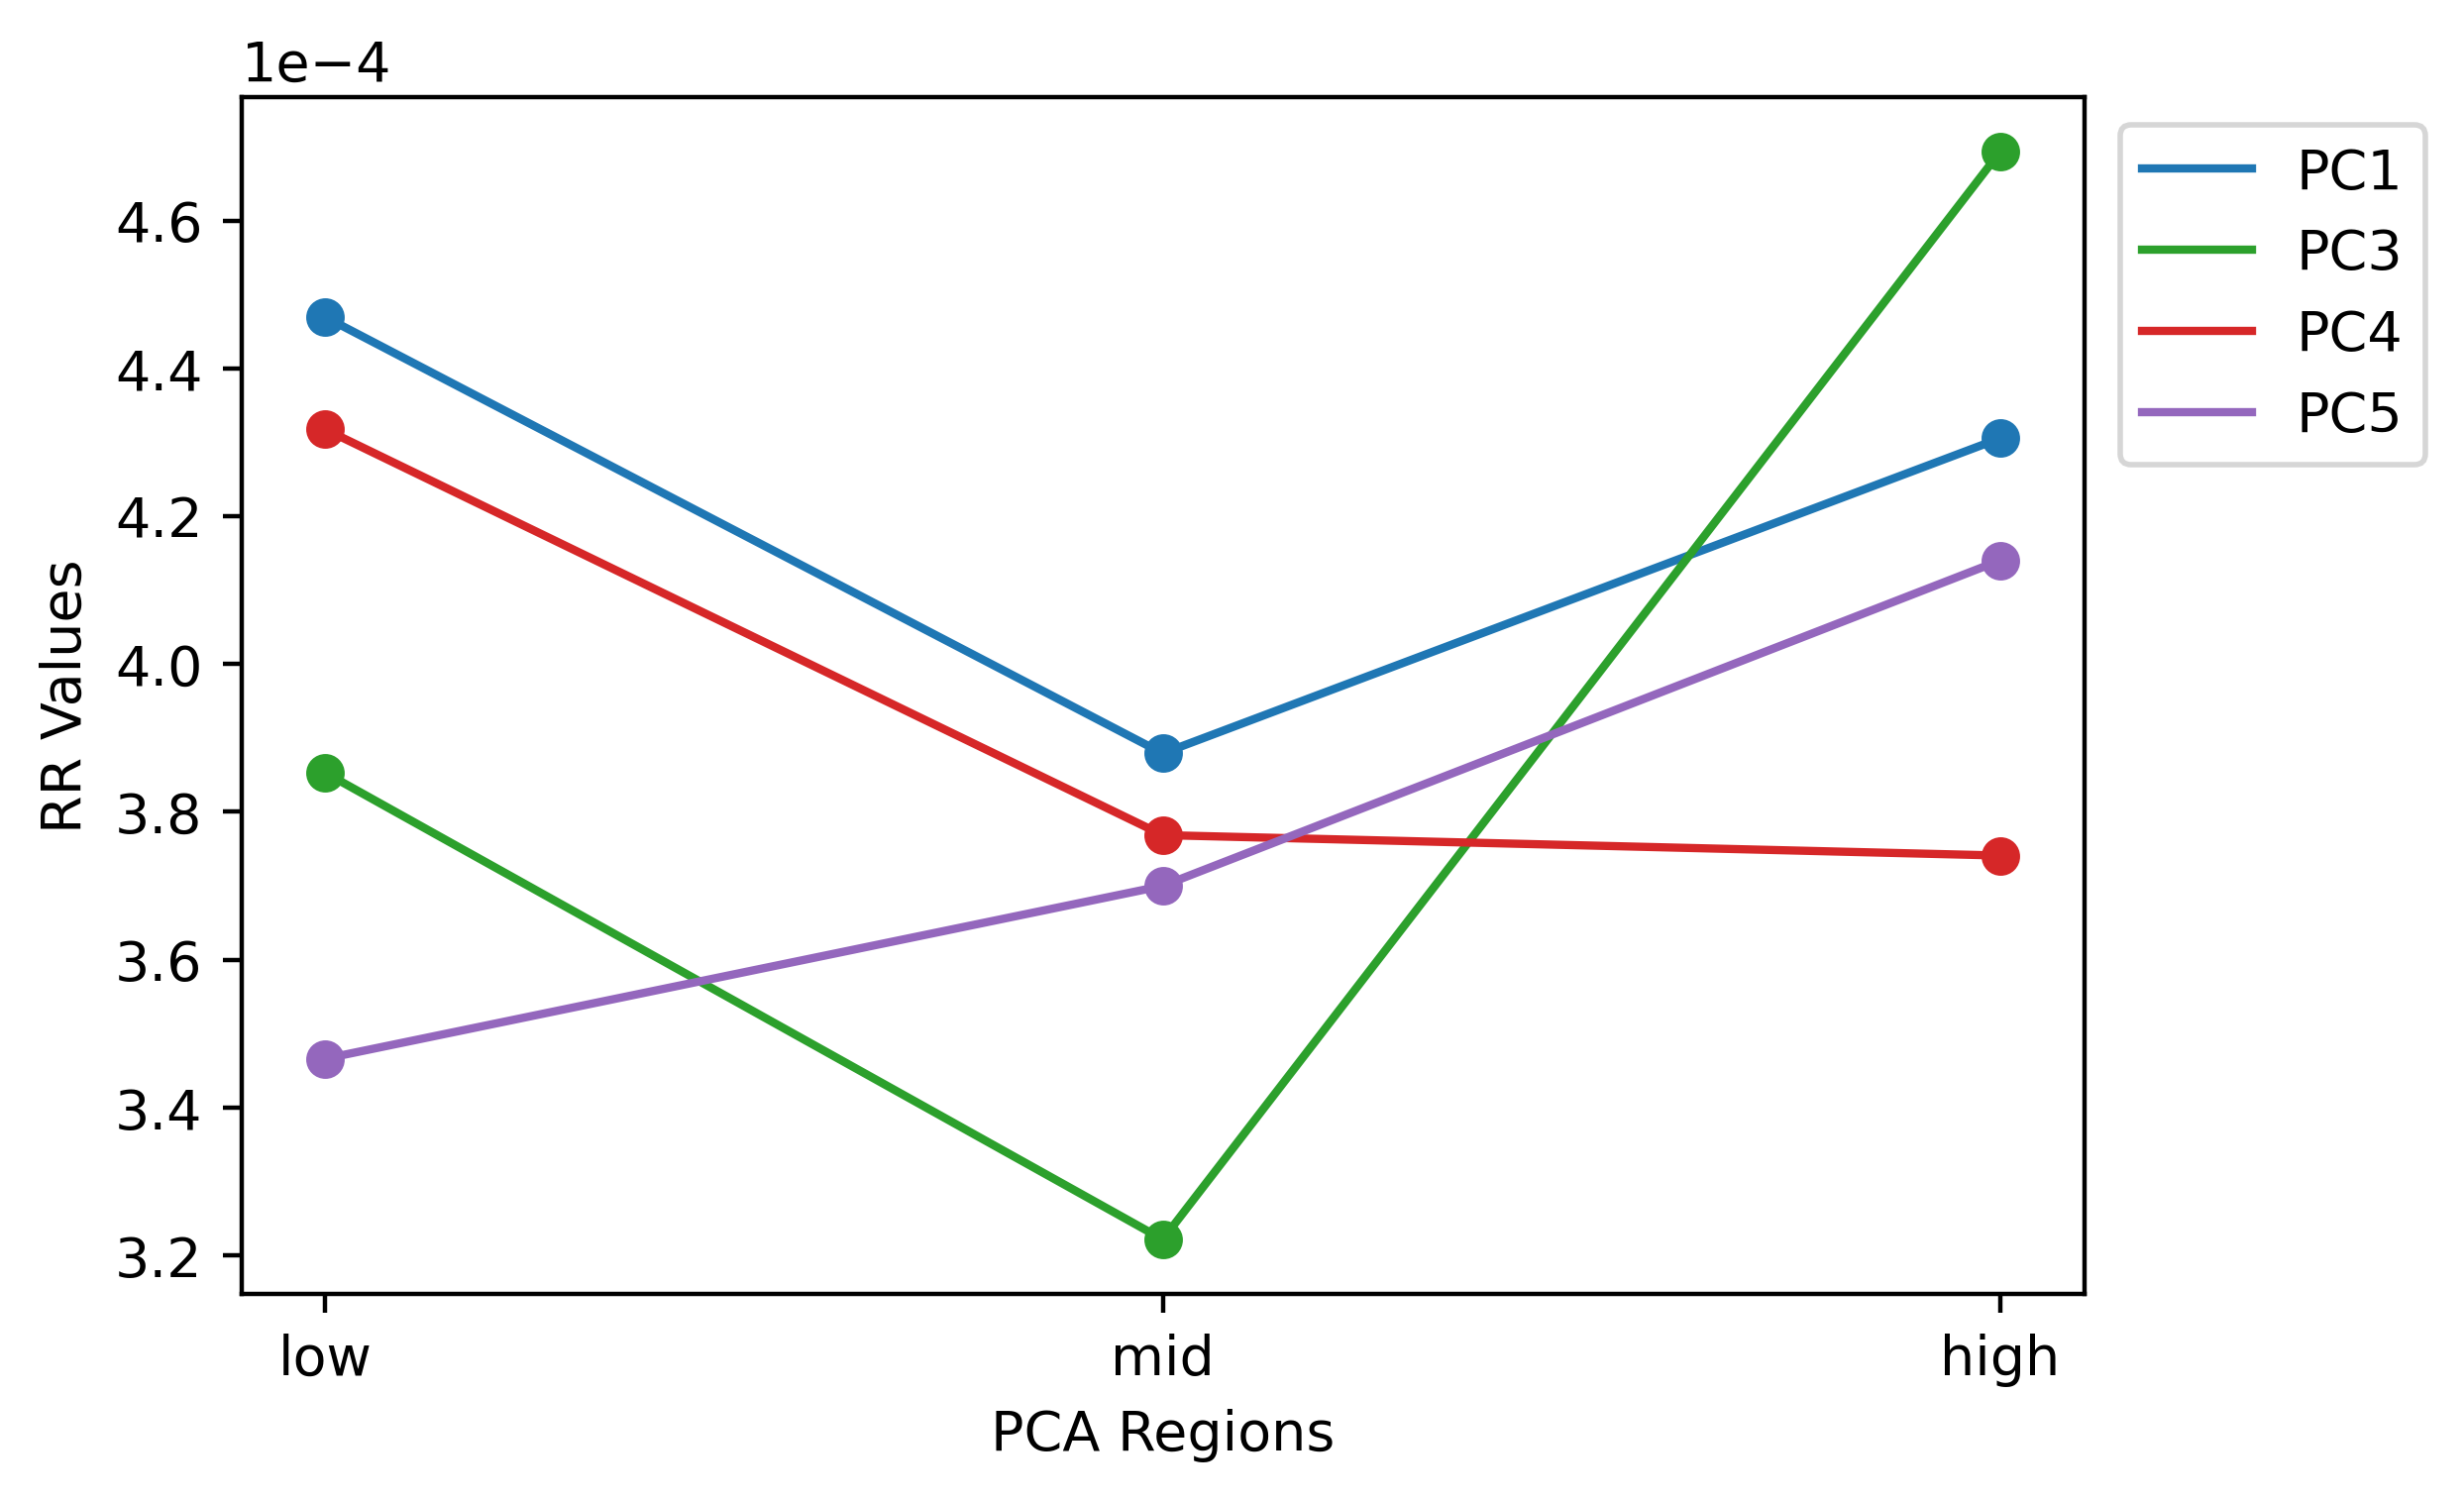 1e−4
4.6
4.4
4.2
4.0
3.8
3.6
3.4
3.2
RR Values
low
mid
high
PCA Regions
PC1
PC3
PC4
PC5